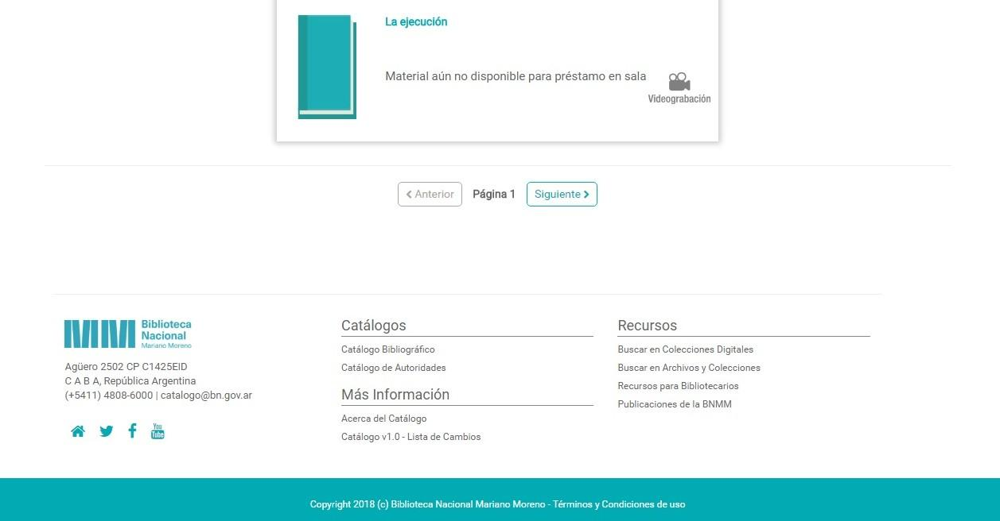 La ejecución
Material aún no disponible para préstamo en sala
Videograbación
Anterior
Página 1
Siguiente
Biblioteca
Nacional
Mariano Moreno
Agüero 2502 CP C1425EID
C A B A, República Argentina
(+5411) 4808-6000 | catalogo@bn.gov.ar
You
Tube
Catálogos
Catálogo Bibliográfico
Catálogo de Autoridades
Más Información
Acerca del Catálogo
Catálogo v1.0 - Lista de Cambios
Recursos
Buscar en Colecciones Digitales
Buscar en Archivos y Colecciones
Recursos para Bibliotecarios
Publicaciones de la BNMM
Copyright 2018 (c) Biblioteca Nacional Mariano Moreno - Términos y Condiciones de uso